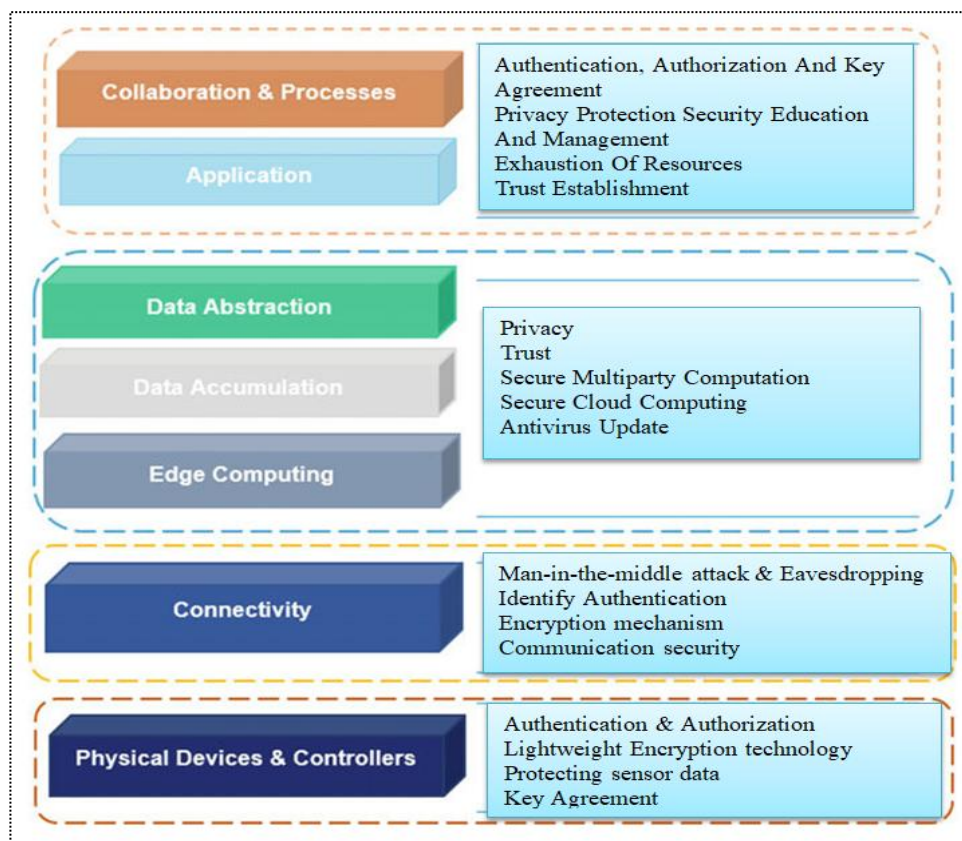 Collaboration & Processes
Application
Authentication, Authorization And Key
Agreement
Privacy Protection Security Education
And Management
Exhaustion Of Resources
Trust Establishment
Data Abstraction
Data Accumulation
Edge Computing
Privacy
Trust
Secure Multiparty Computation
Secure Cloud Computing
Antivirus Update
Connectivity
Man-in-the-middle attack & Eavesdropping
Identify Authentication
Encryption mechanism
Communication security
Physical Devices & Controllers
Authentication & Authorization
Lightweight Encryption technology
Protecting sensor data
Key Agreement